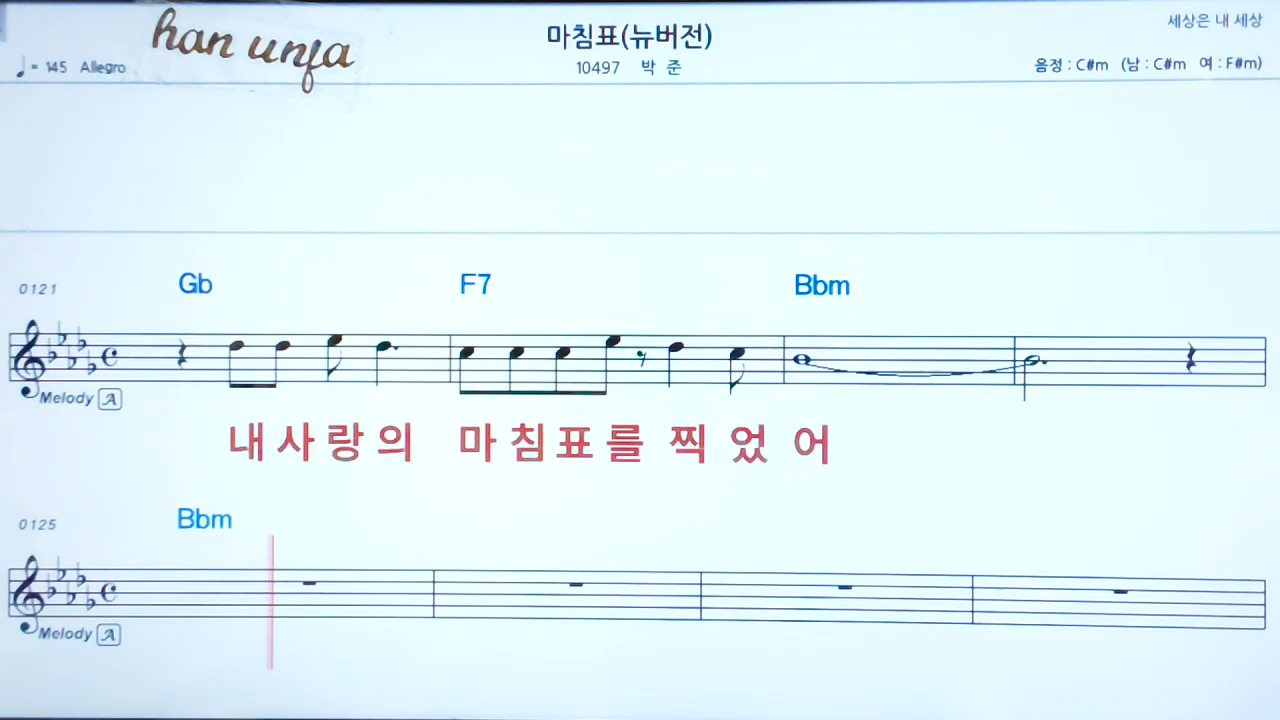 han unfa
마침표(뉴버전)
세상은 내 세상
♩= 145 Allegro
10497 박 준
음정 : C#m (남 : C#m 여 : F#m)
0121
Gb F7 Bbm
Melody A
내 사 랑 의 마 침 표 를 찍 었 어
0125
Bbm
Melody A